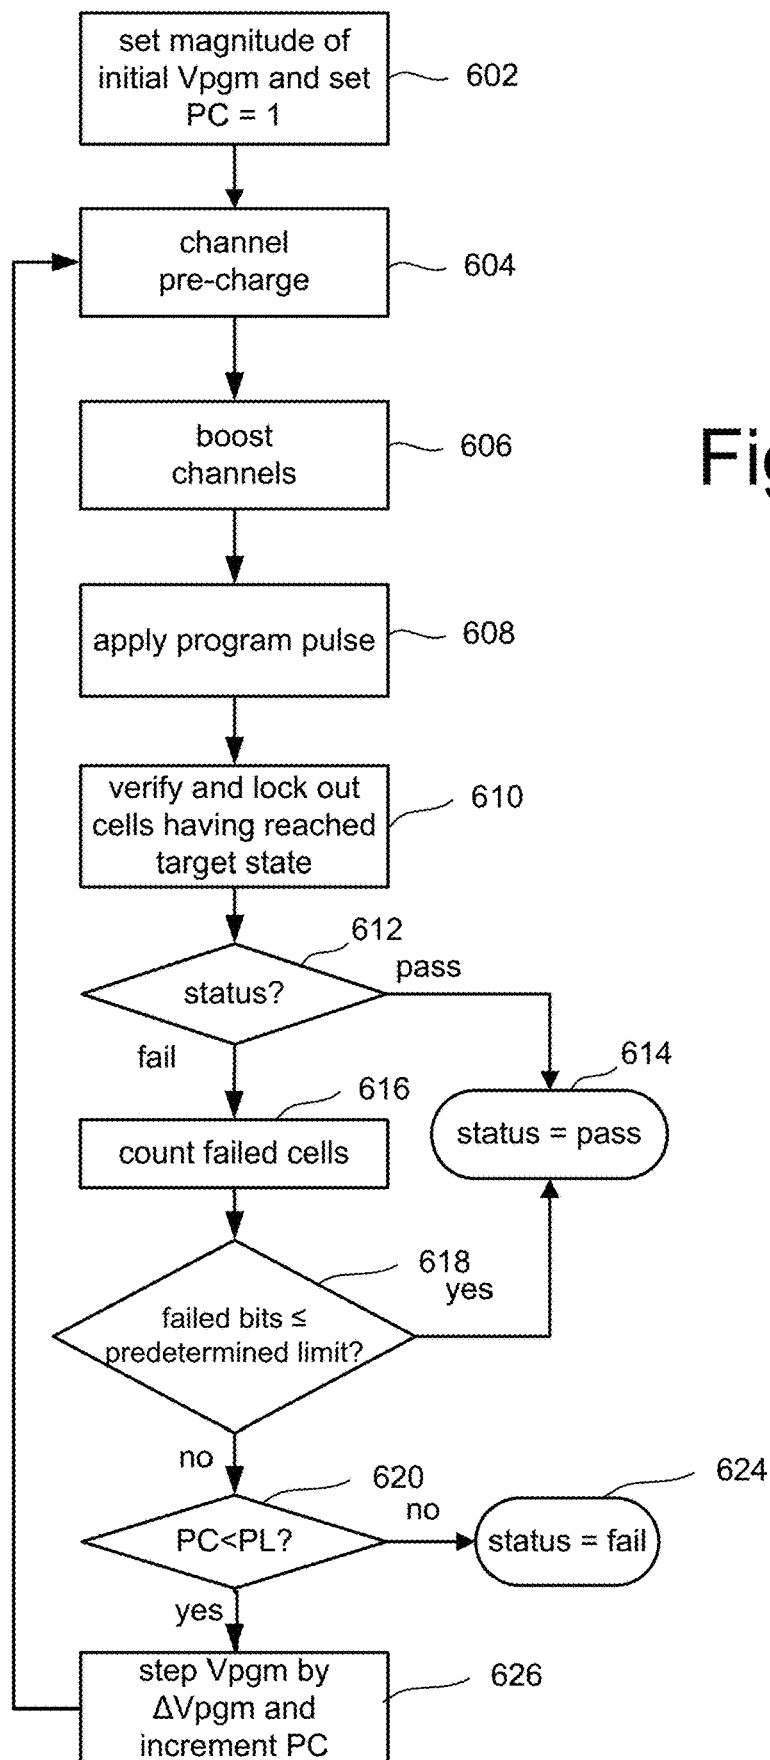 set magnitude of
initial Vpgm and set
PC = 1
602
channel
pre-charge
604
boost
channels
606
Fig
apply program pulse
608
verify and lock out
cells having reached
target state
610
612
status?
pass
fail
614
status = pass
616
count failed cells
618
yes
failed bits ≤
predetermined limit?
no
620
no
624
PC<PL?
status = fail
yes
step Vpgm by
ΔVpgm and
increment PC
626